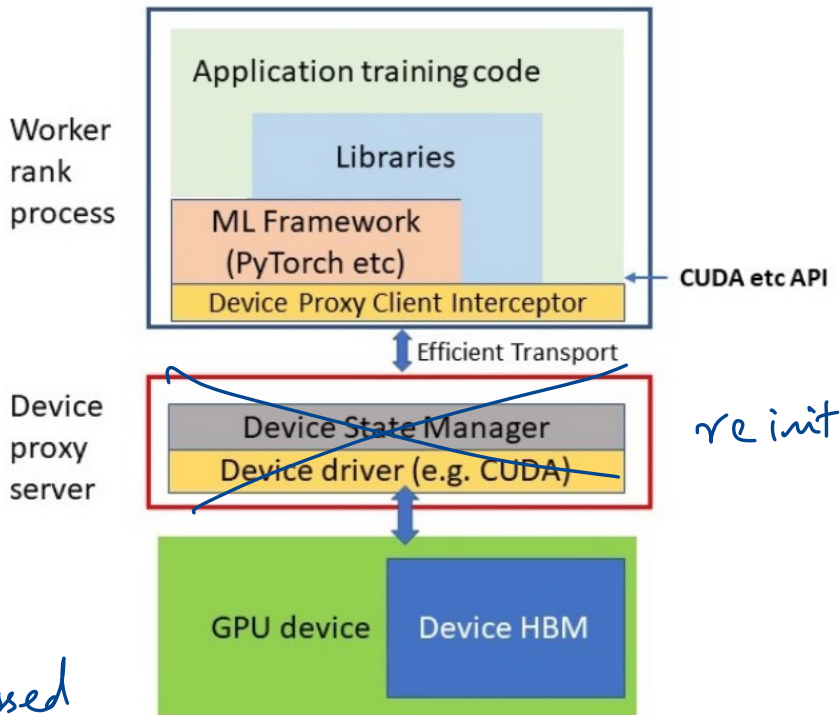 Application training code
Worker
rank
process
Libraries
ML Framework
(PyTorch etc)
CUDA etc API
Device Proxy Client Interceptor
Efficient Transport
Device
proxy
server
Device State Manager
Device driver (e.g. CUDA)
re init
GPU device
Device HBM